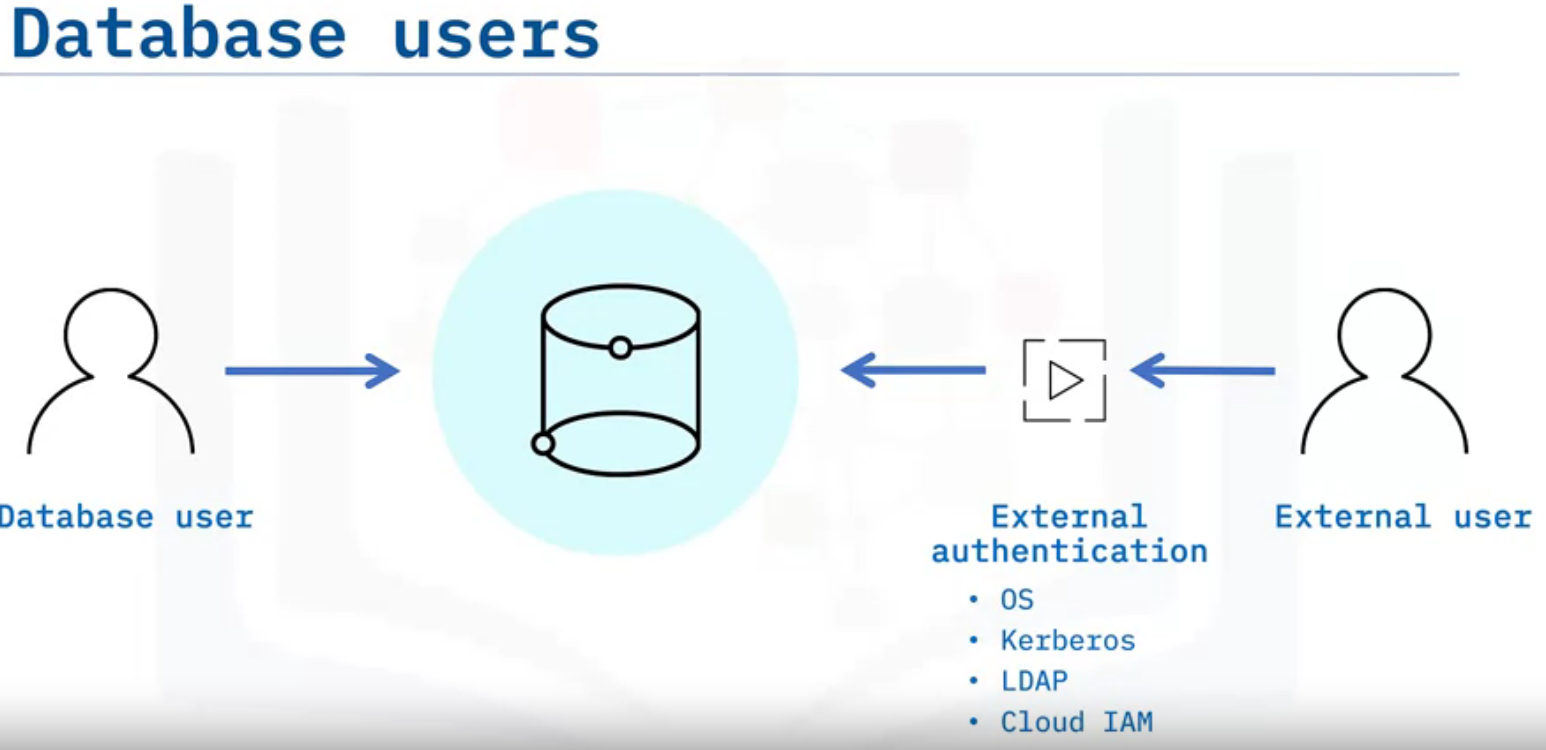 Database users
Database user
External
authentication
External user
• OS
• Kerberos
• LDAP
• Cloud IAM